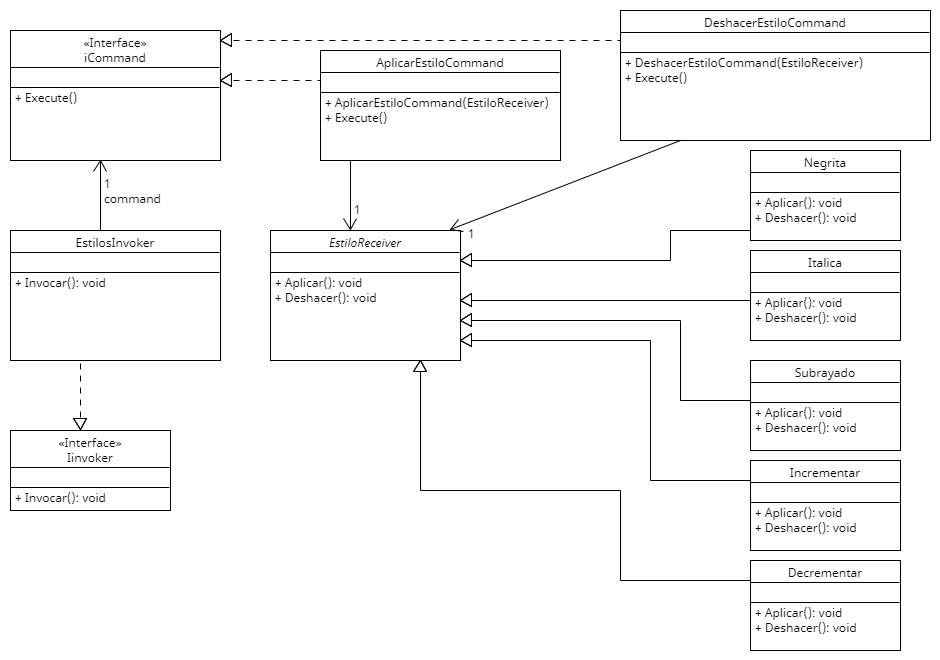 «Interface»
iCommand
+ Execute()
AplicarEstiloCommand
+ AplicarEstiloCommand(EstiloReceiver)
+ Execute()
DeshacerEstiloCommand
+ DeshacerEstiloCommand(EstiloReceiver)
+ Execute()
1
command
1
1
EstilosInvoker
+ Invocar(): void
EstiloReceiver
+ Aplicar(): void
+ Deshacer(): void
Negrita
+ Aplicar(): void
+ Deshacer(): void
Italica
+ Aplicar(): void
+ Deshacer(): void
Subrayado
+ Aplicar(): void
+ Deshacer(): void
«Interface»
Iinvoker
+ Invocar(): void
Incrementar
+ Aplicar(): void
+ Deshacer(): void
Decrementar
+ Aplicar(): void
+ Deshacer(): void